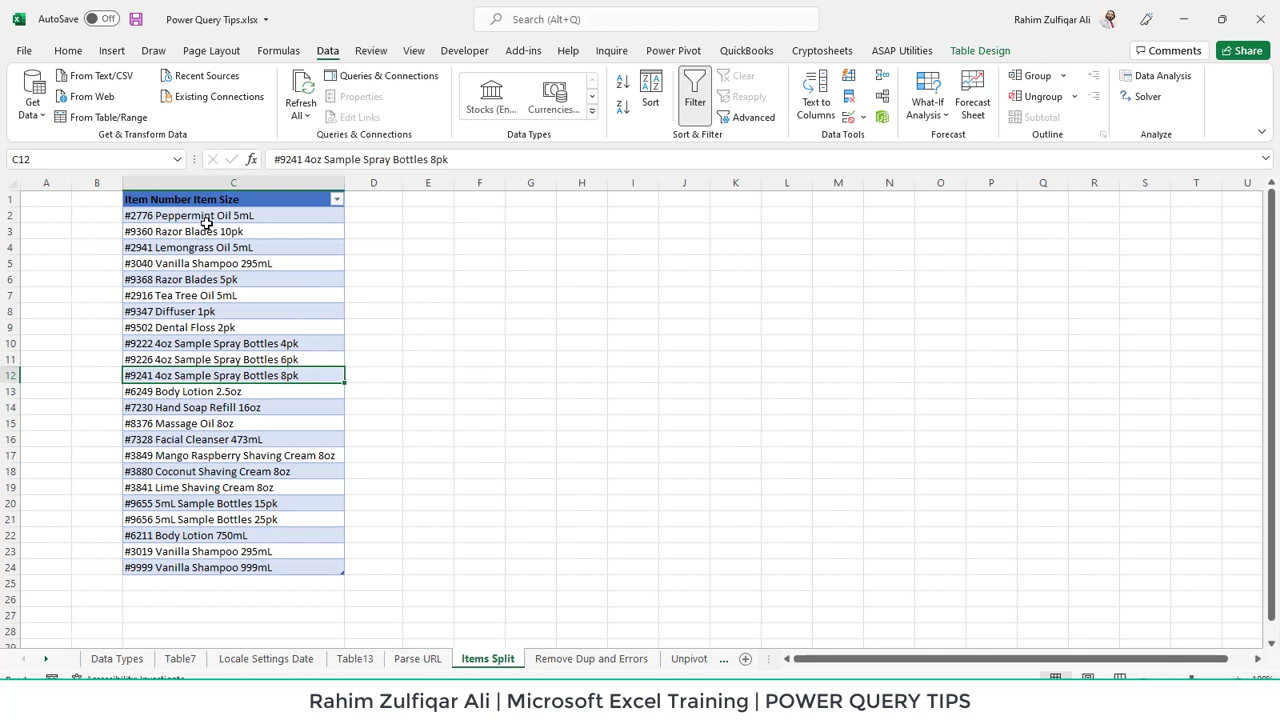 AutoSave Off Power Query Tips.xlsx Search (Alt+Q) Rahim Zulfiqar Ali
File Home Insert Draw Page Layout Formulas Data Review View Developer Add-ins Help Inquire Power Pivot QuickBooks Cryptosheets ASAP Utilities Table Design Comments Share
From Text/CSV Recent Sources Queries & Connections Clear Group Data Analysis
Get Data From Web Existing Connections Refresh All Properties Stocks (En... Currencies... Sort Filter Reapply Text to Columns What-If Analysis Forecast Sheet Ungroup Solver
From Table/Range Edit Links Advanced Subtotal
Get & Transform Data Queries & Connections Data Types Sort & Filter Data Tools Forecast Outline Analyze
C12 fx #9241 4oz Sample Spray Bottles 8pk
A B C D E F G H I J K L M N O P Q R S T U
1 Item Number Item Size
2 #2776 Peppermint Oil 5mL
3 #9360 Razor Blades 10pk
4 #2941 Lemongrass Oil 5mL
5 #3040 Vanilla Shampoo 295mL
6 #9368 Razor Blades 5pk
7 #2916 Tea Tree Oil 5mL
8 #9347 Diffuser 1pk
9 #9502 Dental Floss 2pk
10 #9222 4oz Sample Spray Bottles 4pk
11 #9226 4oz Sample Spray Bottles 6pk
12 #9241 4oz Sample Spray Bottles 8pk
13 #6249 Body Lotion 2.5oz
14 #7230 Hand Soap Refill 16oz
15 #8376 Massage Oil 8oz
16 #7328 Facial Cleanser 473mL
17 #3849 Mango Raspberry Shaving Cream 8oz
18 #3880 Coconut Shaving Cream 8oz
19 #3841 Lime Shaving Cream 8oz
20 #9655 5mL Sample Bottles 15pk
21 #9656 5mL Sample Bottles 25pk
22 #6211 Body Lotion 750mL
23 #3019 Vanilla Shampoo 295mL
24 #9999 Vanilla Shampoo 999mL
25
26
27
28
Data Types Table7 Locale Settings Date Table13 Parse URL Items Split Remove Dup and Errors Unpivot ...
Rahim Zulfiqar Ali | Microsoft Excel Training | POWER QUERY TIPS